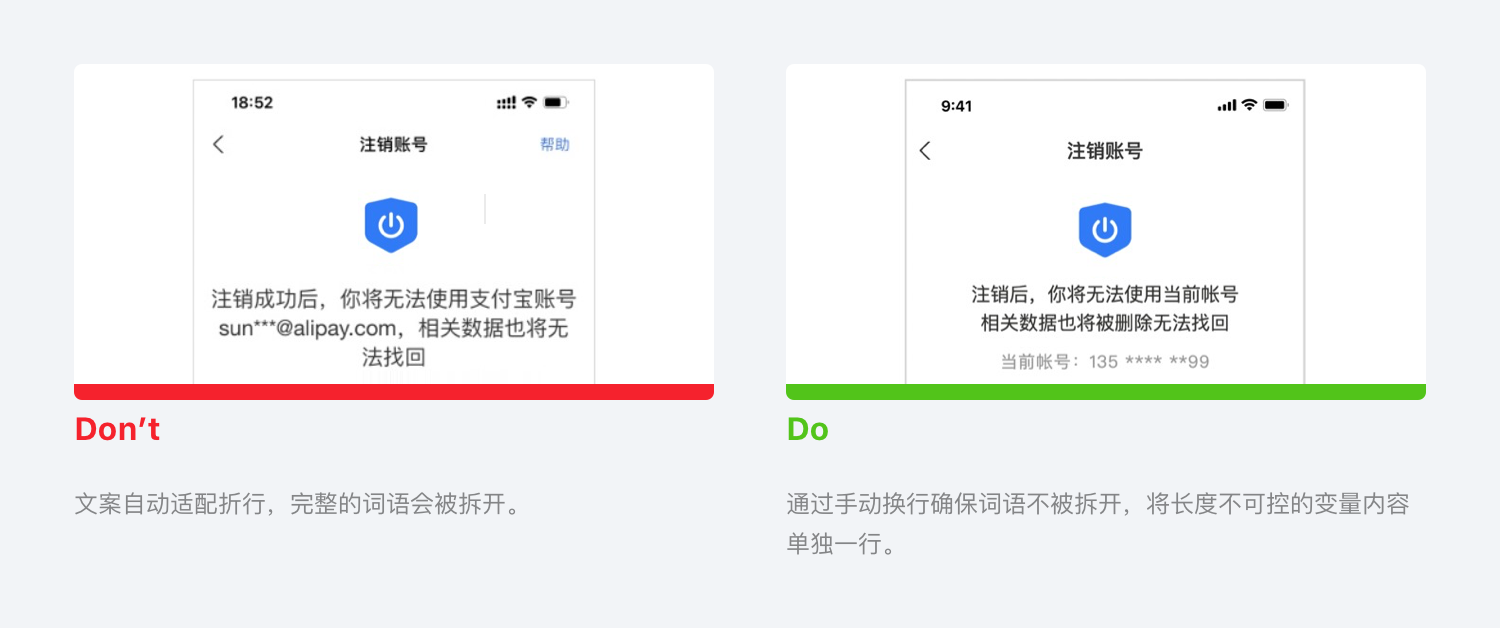 18:52
注销账号
帮助
注销成功后，你将无法使用支付宝账号
sun***@alipay.com，相关数据也将无
法找回
Don’t
文案自动适配折行，完整的词语会被拆开。
9:41
注销账号
注销后，你将无法使用当前帐号
相关数据也将被删除无法找回
当前帐号：135 **** **99
Do
通过手动换行确保词语不被拆开，将长度不可控的变量内容
单独一行。